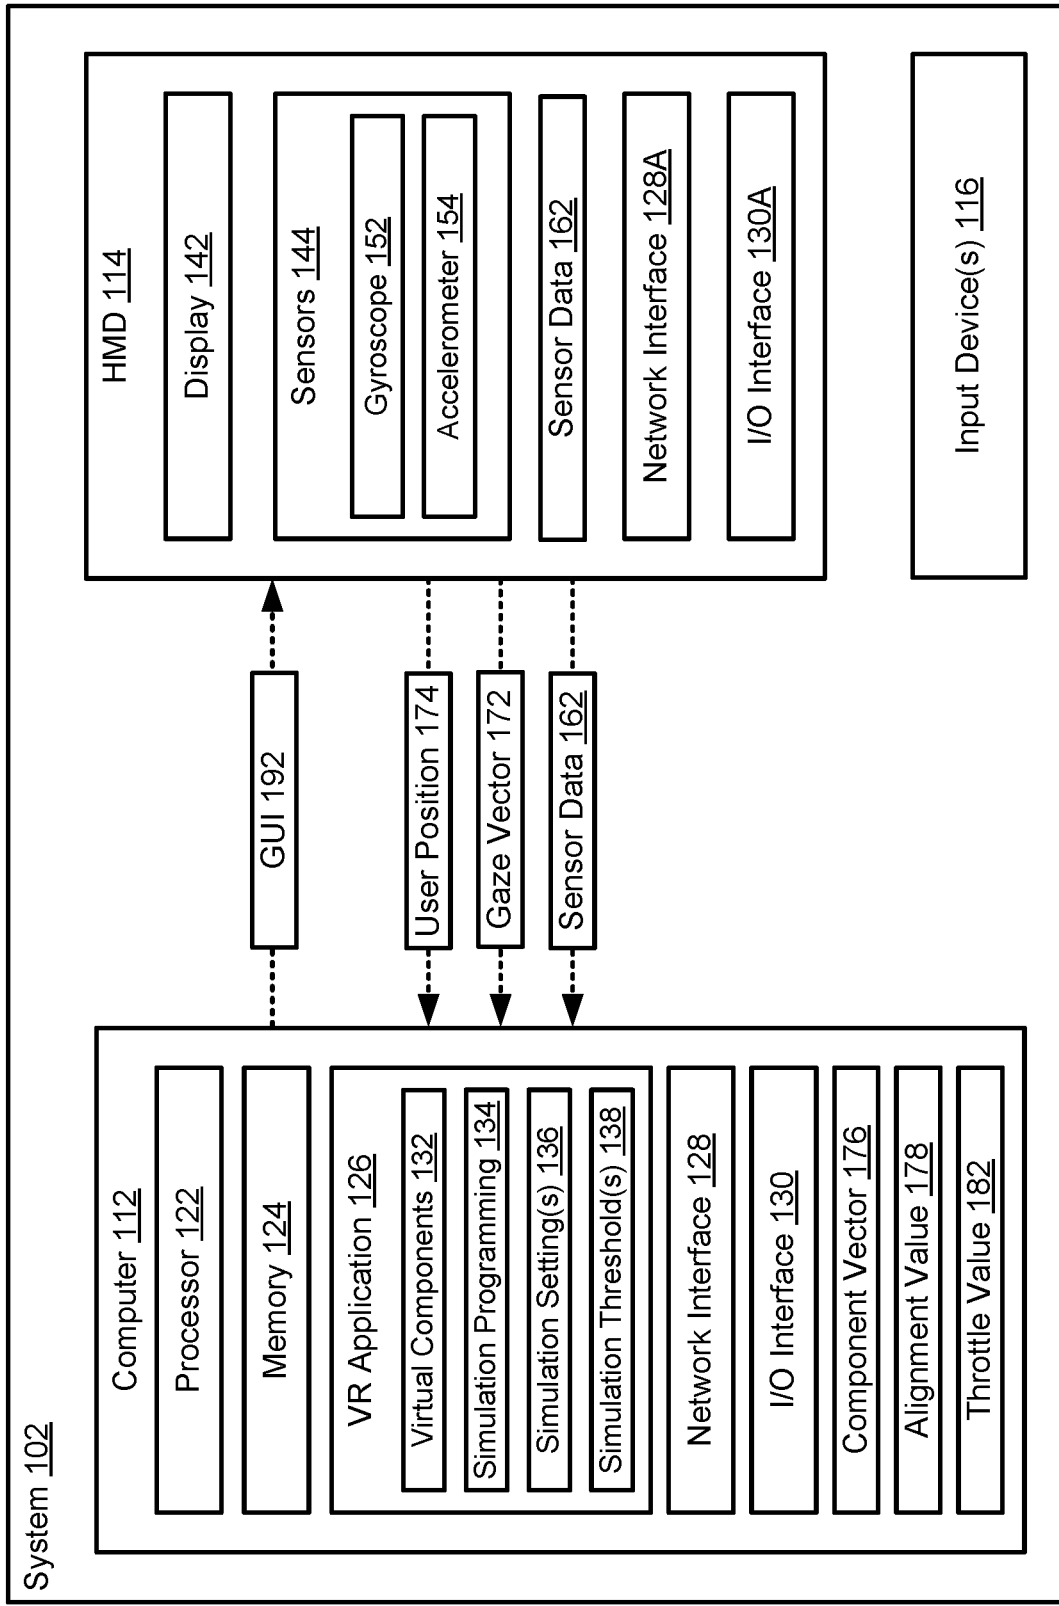 System 102
Computer 112
Processor 122
Memory 124
VR Application 126
Virtual Components 132
Simulation Programming 134
Simulation Setting(s) 136
Simulation Threshold(s) 138
Network Interface 128
I/O Interface 130
Component Vector 176
Alignment Value 178
Throttle Value 182
GUI 192
User Position 174
Gaze Vector 172
Sensor Data 162
HMD 114
Display 142
Sensors 144
Gyroscope 152
Accelerometer 154
Sensor Data 162
Network Interface 128A
I/O Interface 130A
Input Device(s) 116